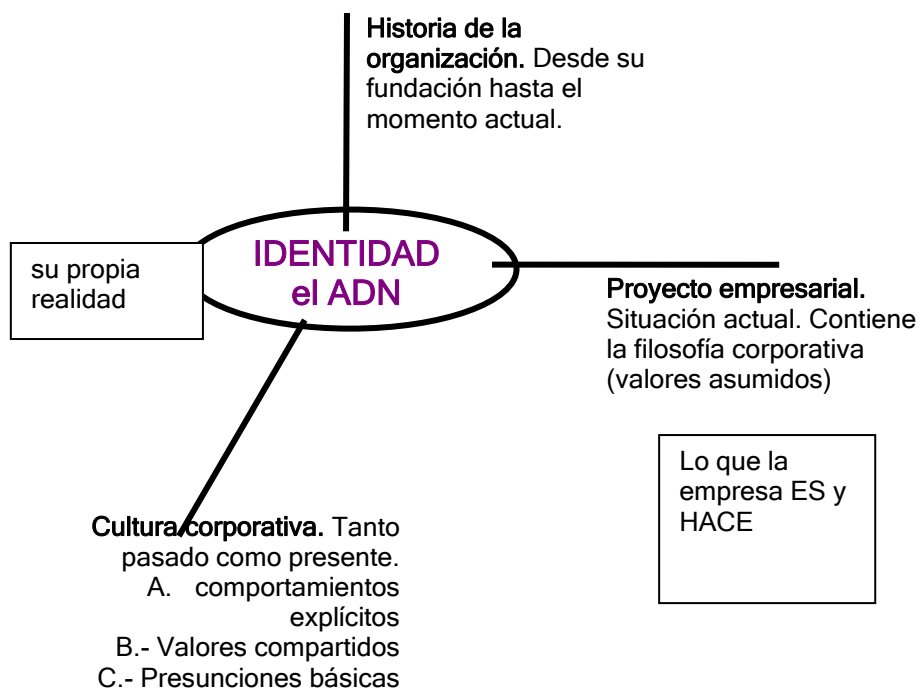 Historia de la
organización. Desde su
fundación hasta el
momento actual.
su propia
realidad
IDENTIDAD
el ADN
Proyecto empresarial.
Situación actual. Contiene
la filosofía corporativa
(valores asumidos)
Lo que la
empresa ES y
HACE
Cultura corporativa. Tanto
pasado como presente.
A. comportamientos
explícitos
B.- Valores compartidos
C.- Presunciones básicas